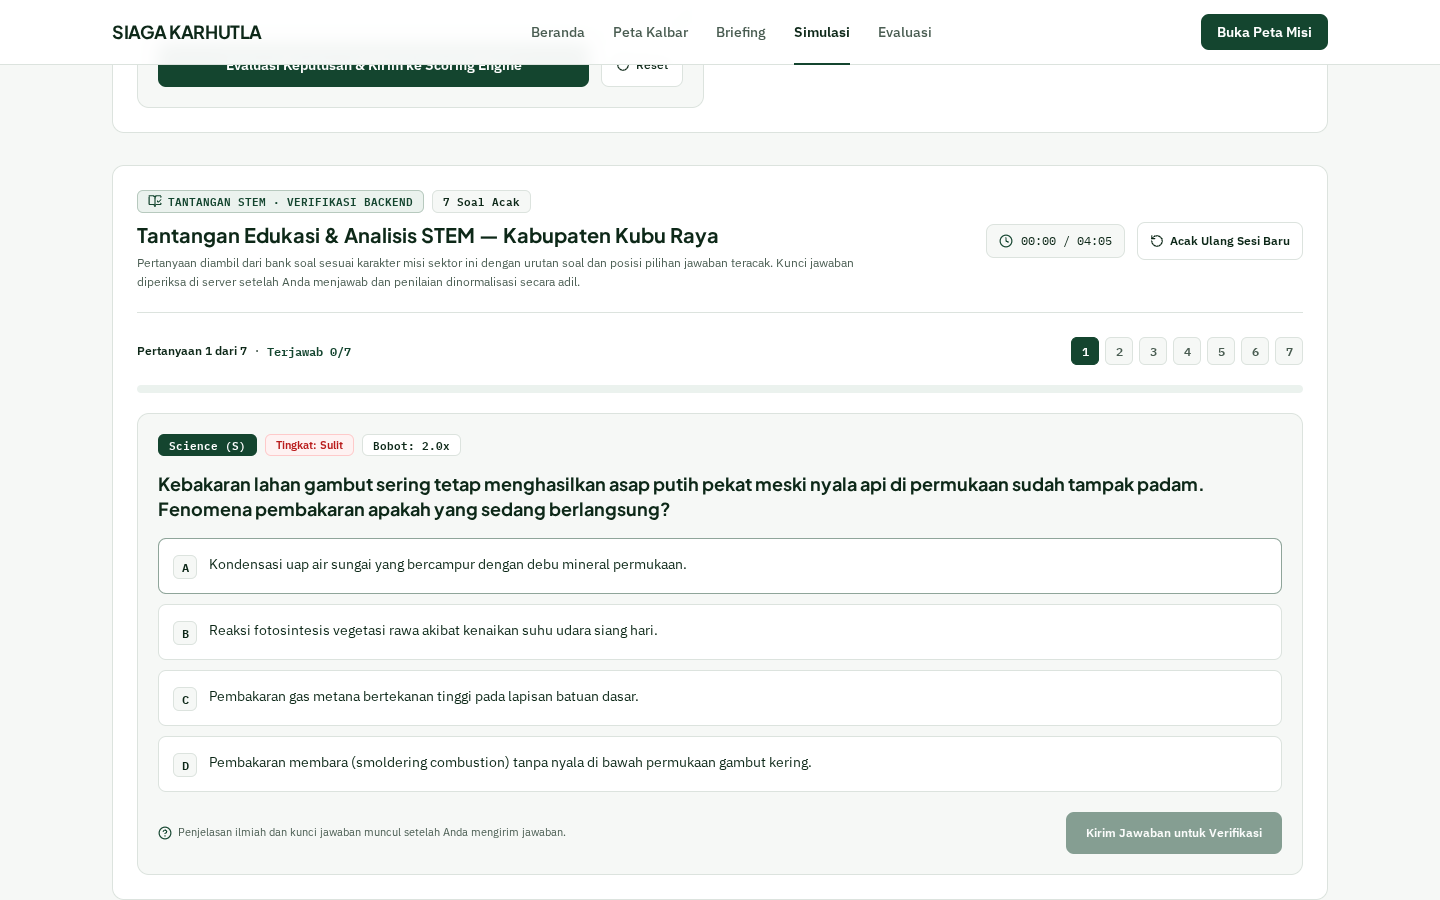 SIAGA KARHUTLA
Beranda
Peta Kalbar
Briefing
Simulasi
Evaluasi
Buka Peta Misi
Evaluasi Keputusan & Kirim ke Scoring Engine
Reset
TANTANGAN STEM · VERIFIKASI BACKEND
7 Soal Acak
Tantangan Edukasi & Analisis STEM — Kabupaten Kubu Raya
00:00 / 04:05
Acak Ulang Sesi Baru
Pertanyaan diambil dari bank soal sesuai karakter misi sektor ini dengan urutan soal dan posisi pilihan jawaban teracak. Kunci jawaban
diperiksa di server setelah Anda menjawab dan penilaian dinormalisasi secara adil.
Pertanyaan 1 dari 7 · Terjawab 0/7
1 2 3 4 5 6 7
Science (S)
Tingkat: Sulit
Bobot: 2.0x
Kebakaran lahan gambut sering tetap menghasilkan asap putih pekat meski nyala api di permukaan sudah tampak padam.
Fenomena pembakaran apakah yang sedang berlangsung?
A Kondensasi uap air sungai yang bercampur dengan debu mineral permukaan.
B Reaksi fotosintesis vegetasi rawa akibat kenaikan suhu udara siang hari.
C Pembakaran gas metana bertekanan tinggi pada lapisan batuan dasar.
D Pembakaran membara (smoldering combustion) tanpa nyala di bawah permukaan gambut kering.
Penjelasan ilmiah dan kunci jawaban muncul setelah Anda mengirim jawaban.
Kirim Jawaban untuk Verifikasi